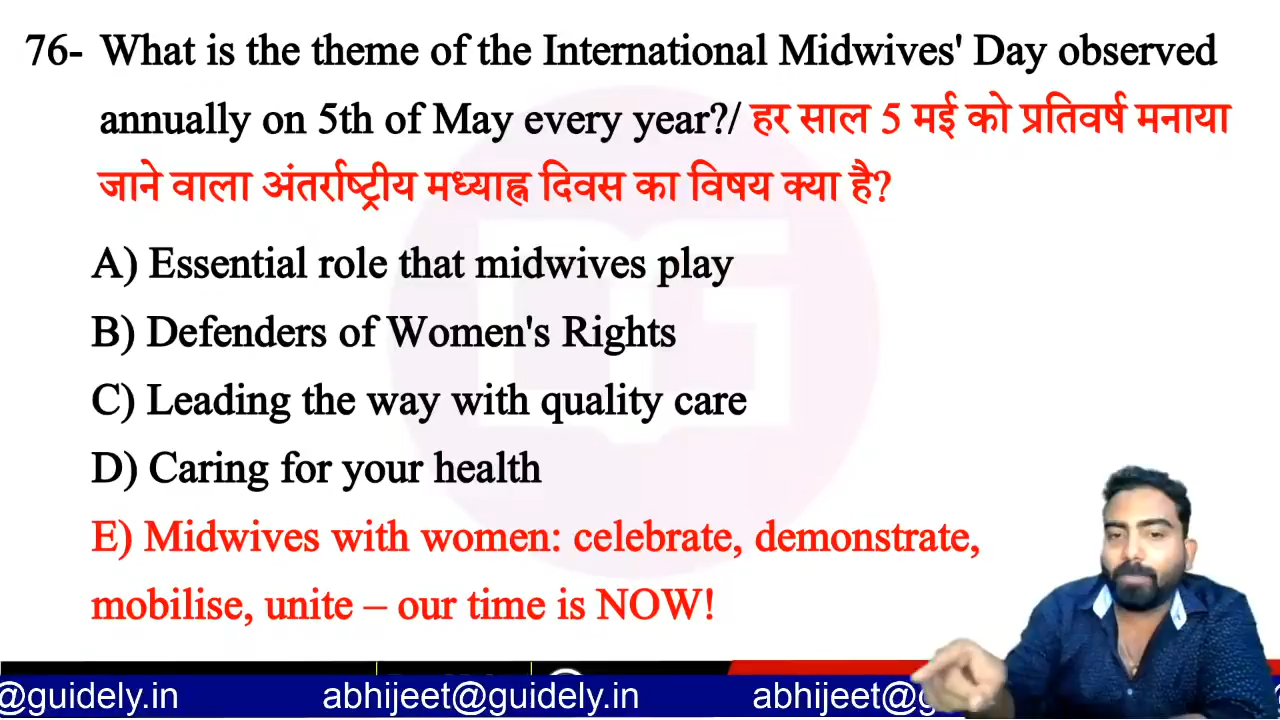 76- What is the theme of the International Midwives' Day observed
annually on 5th of May every year?/ हर साल 5 मई को प्रतिवर्ष मनाया
जाने वाला अंतर्राष्ट्रीय मध्याह्न दिवस का विषय क्या है?
A) Essential role that midwives play
B) Defenders of Women's Rights
C) Leading the way with quality care
D) Caring for your health
E) Midwives with women: celebrate, demonstrate,
mobilise, unite – our time is NOW!
@guidely.in abhijeet@guidely.in abhijeet@